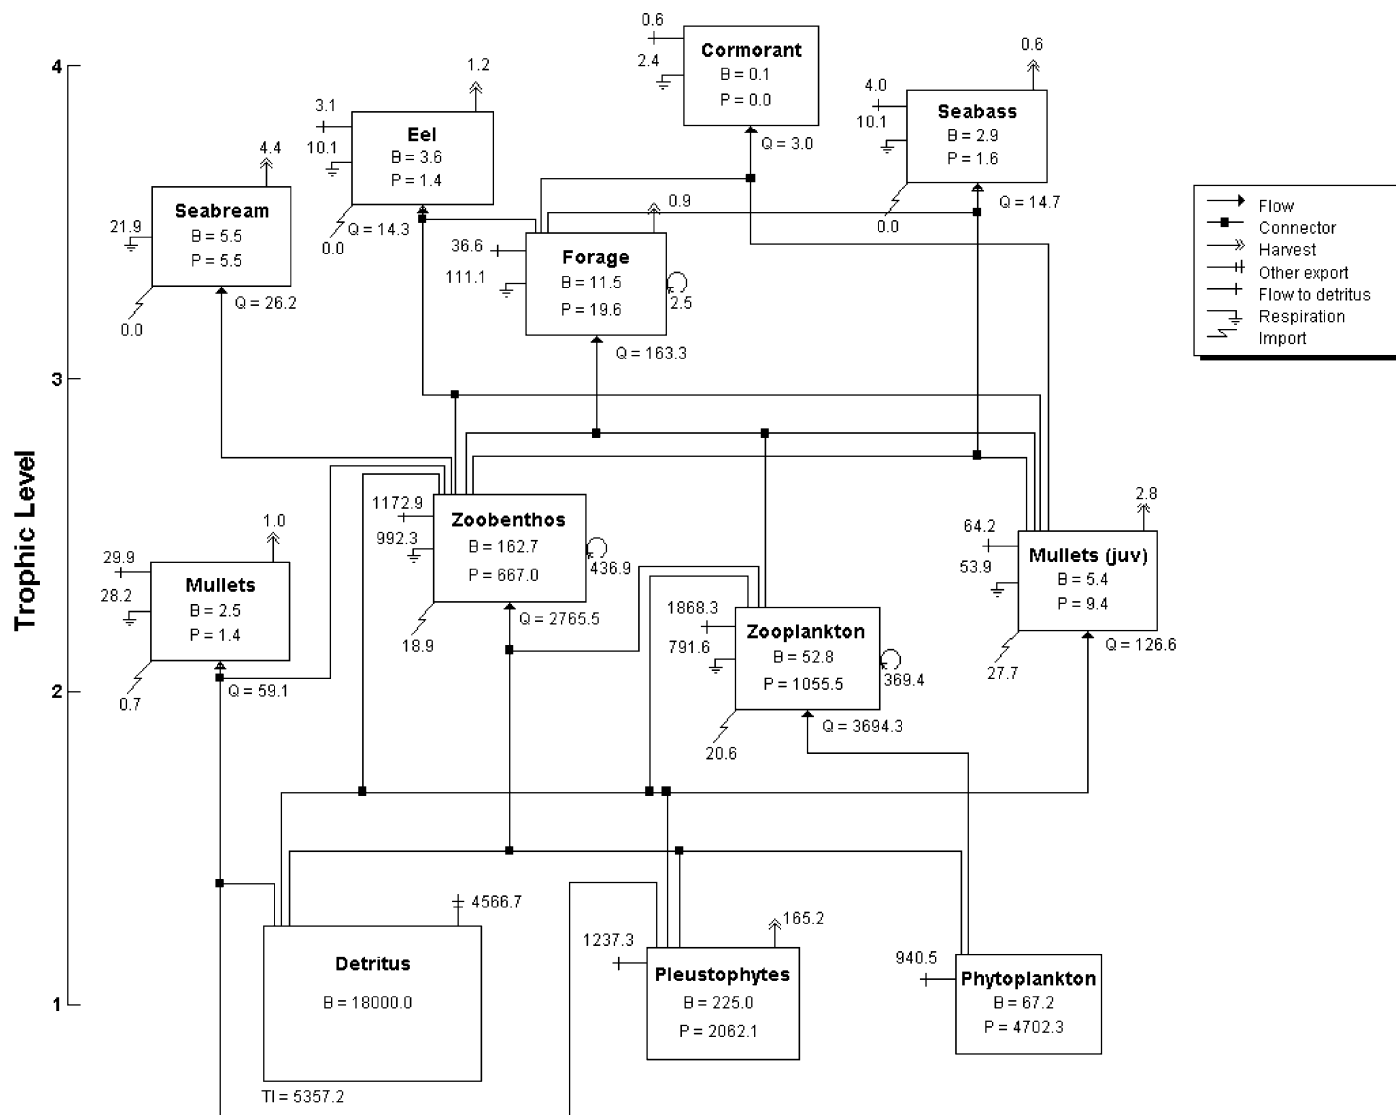 4
3
2
1
Trophic Level
0.6
2.4
Cormorant
B = 0.1
P = 0.0
Q = 3.0
0.6
4.0
10.1
Seabass
B = 2.9
P = 1.6
Q = 14.7
0.0
1.2
3.1
10.1
Eel
B = 3.6
P = 1.4
Q = 14.3
0.0
4.4
21.9
Seabream
B = 5.5
P = 5.5
Q = 26.2
0.0
0.9
36.6
111.1
Forage
B = 11.5
P = 19.6
2.5
Q = 163.3
Flow
Connector
Harvest
Other export
Flow to detritus
Respiration
Import
1172.9
992.3
Zoobenthos
B = 162.7
P = 667.0
436.9
Q = 2765.5
18.9
2.8
64.2
53.9
Mullets (juv)
B = 5.4
P = 9.4
Q = 126.6
27.7
1.0
29.9
28.2
Mullets
B = 2.5
P = 1.4
Q = 59.1
0.7
1868.3
791.6
Zooplankton
B = 52.8
P = 1055.5
369.4
Q = 3694.3
20.6
4566.7
Detritus
B = 18000.0
TI = 5357.2
165.2
1237.3
Pleustophytes
B = 225.0
P = 2062.1
940.5
Phytoplankton
B = 67.2
P = 4702.3